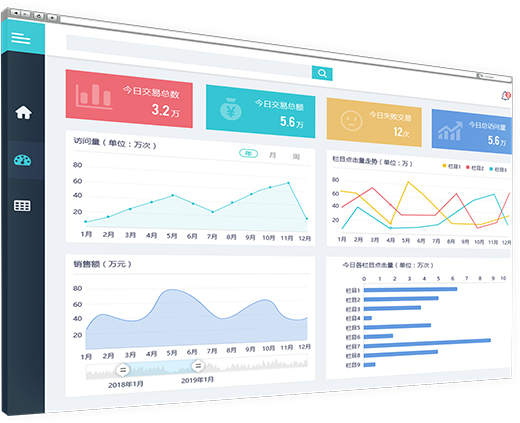 今日交易总数
3.2万
今日交易总额
5.6万
今日失败交易
12次
今日总访问量
5.6万
访问量（单位：万次）
年 月 周
80
60
40
20
1月 2月 3月 4月 5月 6月 7月 8月 9月 10月 11月 12月
栏目点击量走势（单位：万）
栏目1 栏目2 栏目3
80
60
40
20
1月 2月 3月 4月 5月 6月 7月 8月 9月 10月 11月 12月
销售额（万元）
80
60
40
20
1月 2月 3月 4月 5月 6月 7月 8月 9月 10月 11月 12月
2018年1月 2019年1月
今日各栏目点击量（单位：万次）
0 1 2 3 4 5 6 7 8 9 10
栏目1
栏目2
栏目3
栏目4
栏目5
栏目6
栏目7
栏目8
栏目9